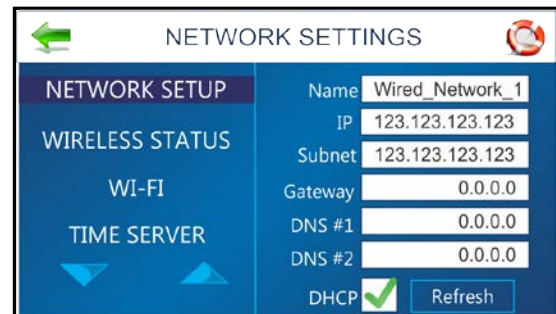 NETWORK SETTINGS
NETWORK SETUP
WIRELESS STATUS
WI-FI
TIME SERVER
Name Wired_Network_1
IP 123.123.123.123
Subnet 123.123.123.123
Gateway 0.0.0.0
DNS #1 0.0.0.0
DNS #2 0.0.0.0
DHCP Refresh